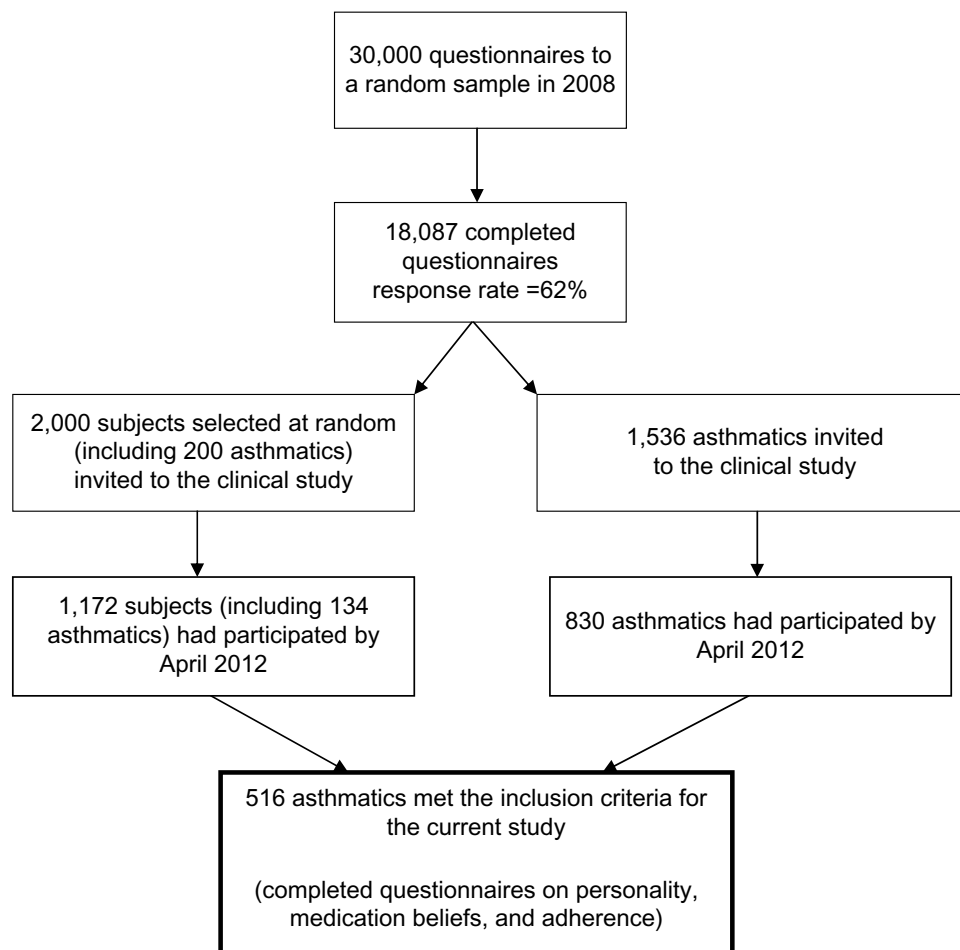 30,000 questionnaires to
a random sample in 2008
18,087 completed
questionnaires
response rate =62%
2,000 subjects selected at random
(including 200 asthmatics)
invited to the clinical study
1,536 asthmatics invited
to the clinical study
1,172 subjects (including 134
asthmatics) had participated by
April 2012
830 asthmatics had participated by
April 2012
516 asthmatics met the inclusion criteria for
the current study
(completed questionnaires on personality,
medication beliefs, and adherence)